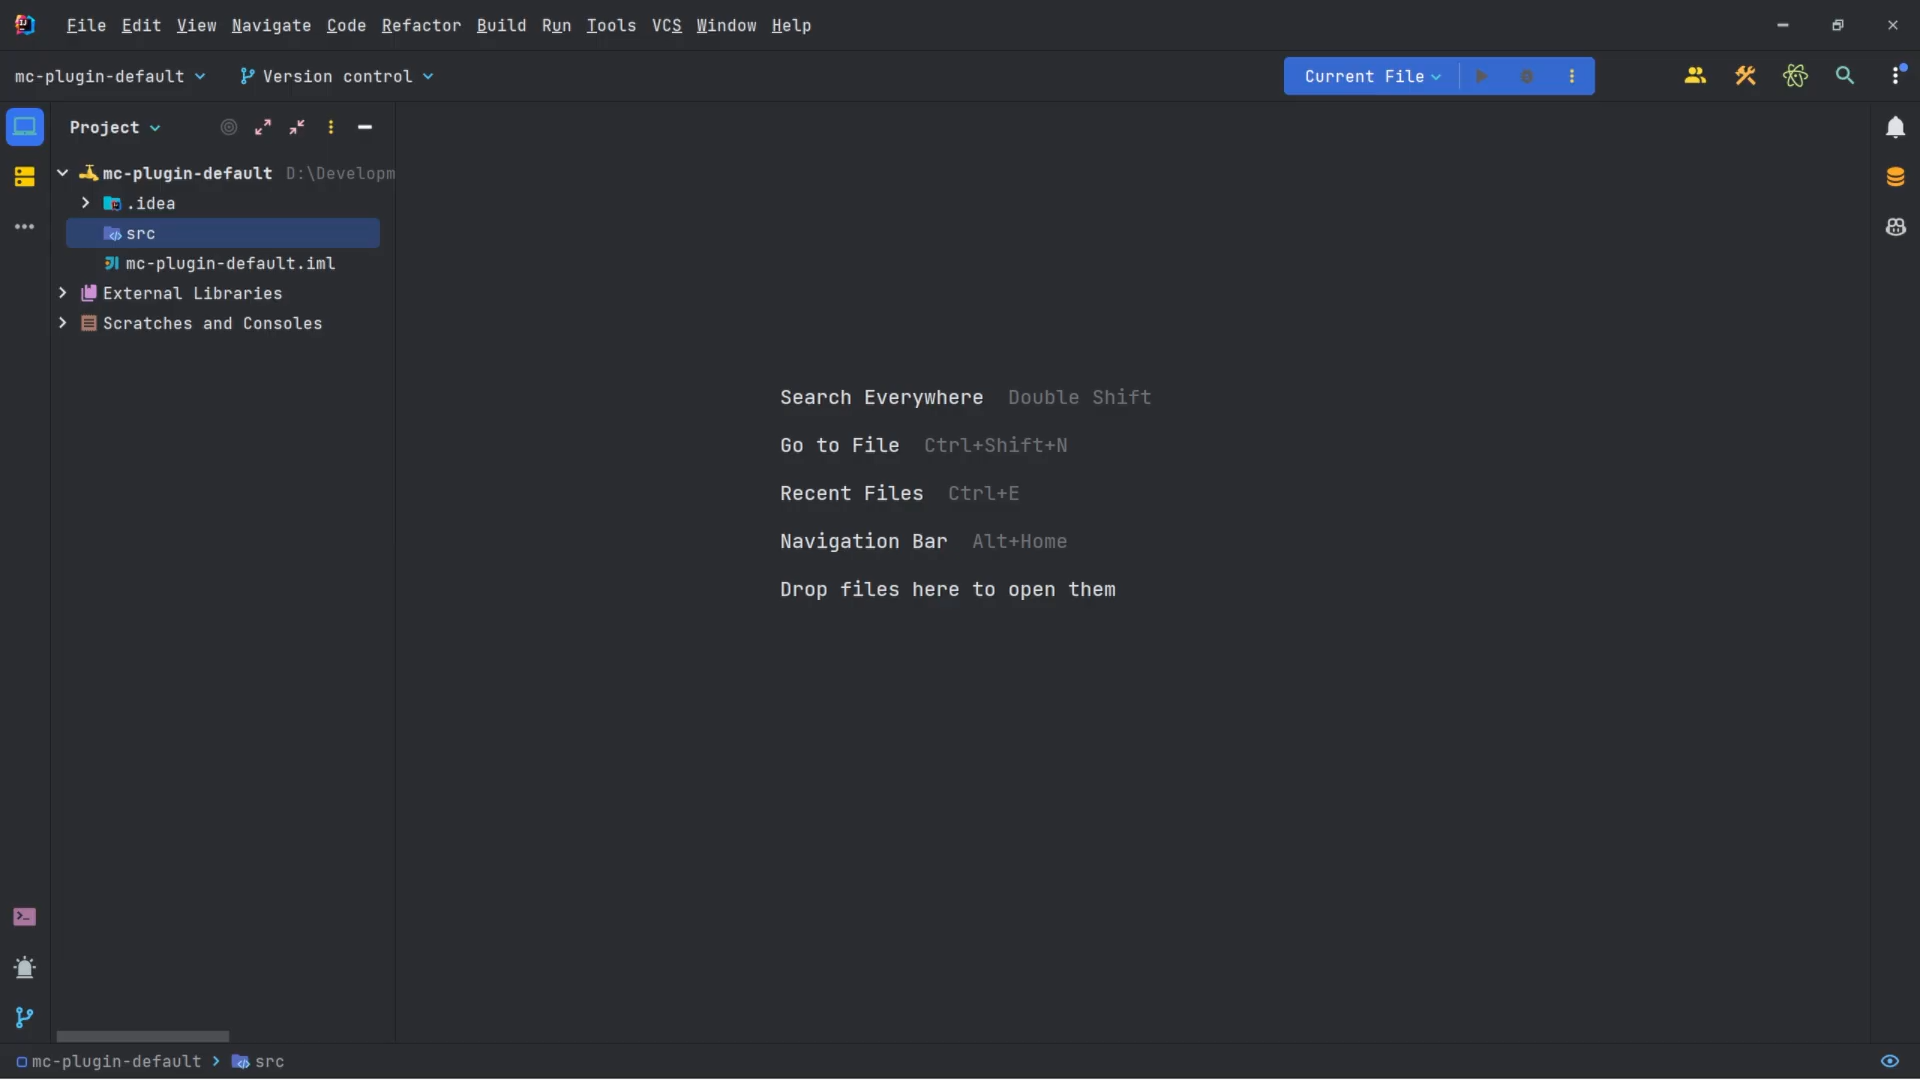 File Edit View Navigate Code Refactor Build Run Tools VCS Window Help
mc-plugin-default Version control Current File
Project
mc-plugin-default D:\Developm
.idea
src
mc-plugin-default.iml
External Libraries
Scratches and Consoles
Search Everywhere Double Shift
Go to File Ctrl+Shift+N
Recent Files Ctrl+E
Navigation Bar Alt+Home
Drop files here to open them
mc-plugin-default > src